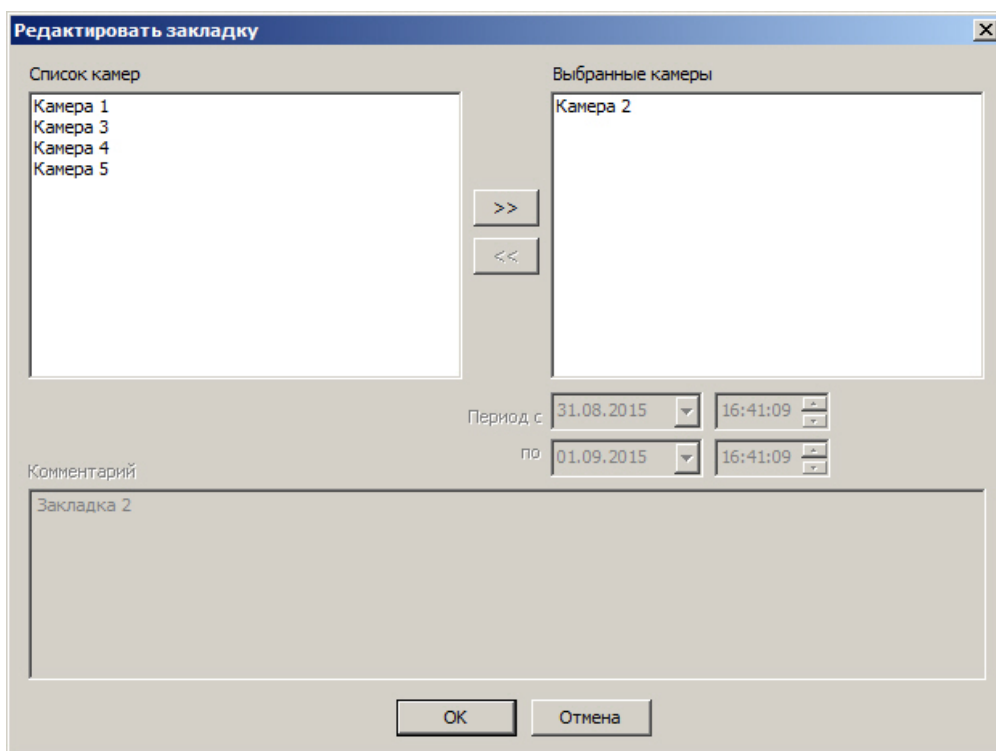 Редактировать закладку
Список камер
Выбранные камеры
Камера 1
Камера 3
Камера 4
Камера 5
Камера 2
>>
<<
Период с 31.08.2015 16:41:09
по 01.09.2015 16:41:09
Комментарий
Закладка 2
OK
Отмена